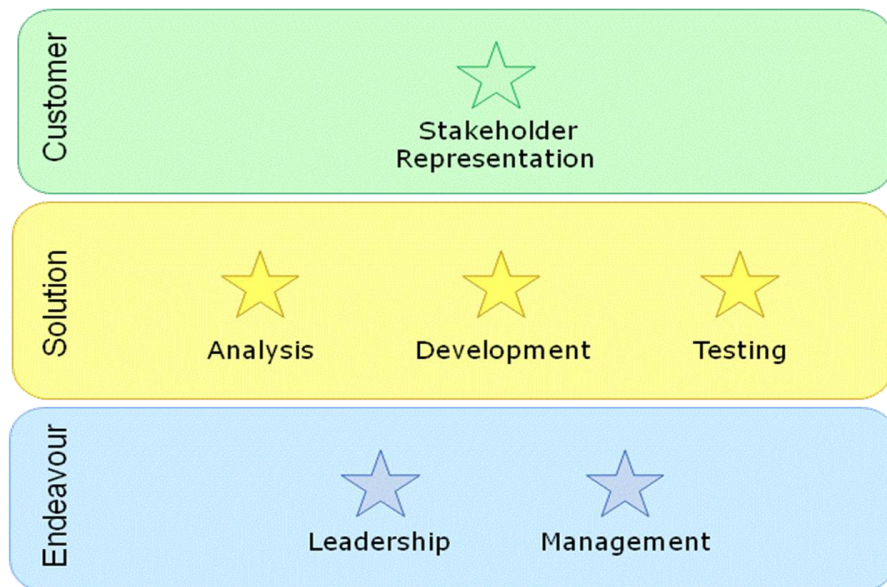 Customer
Stakeholder
Representation
Solution
Analysis
Development
Testing
Endeavour
Leadership
Management